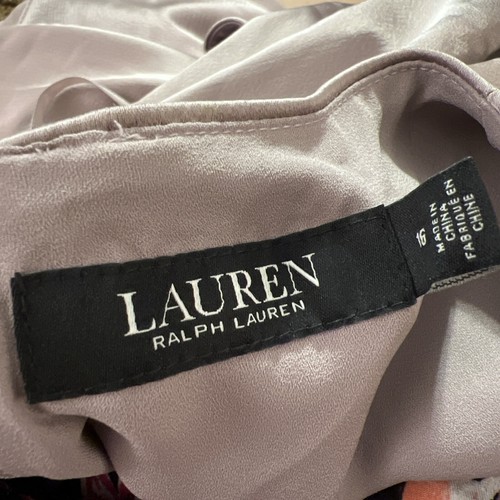 LAUREN
RALPH LAUREN
16
MADE IN
CHINA
FABRIQUÉ EN
CHINE